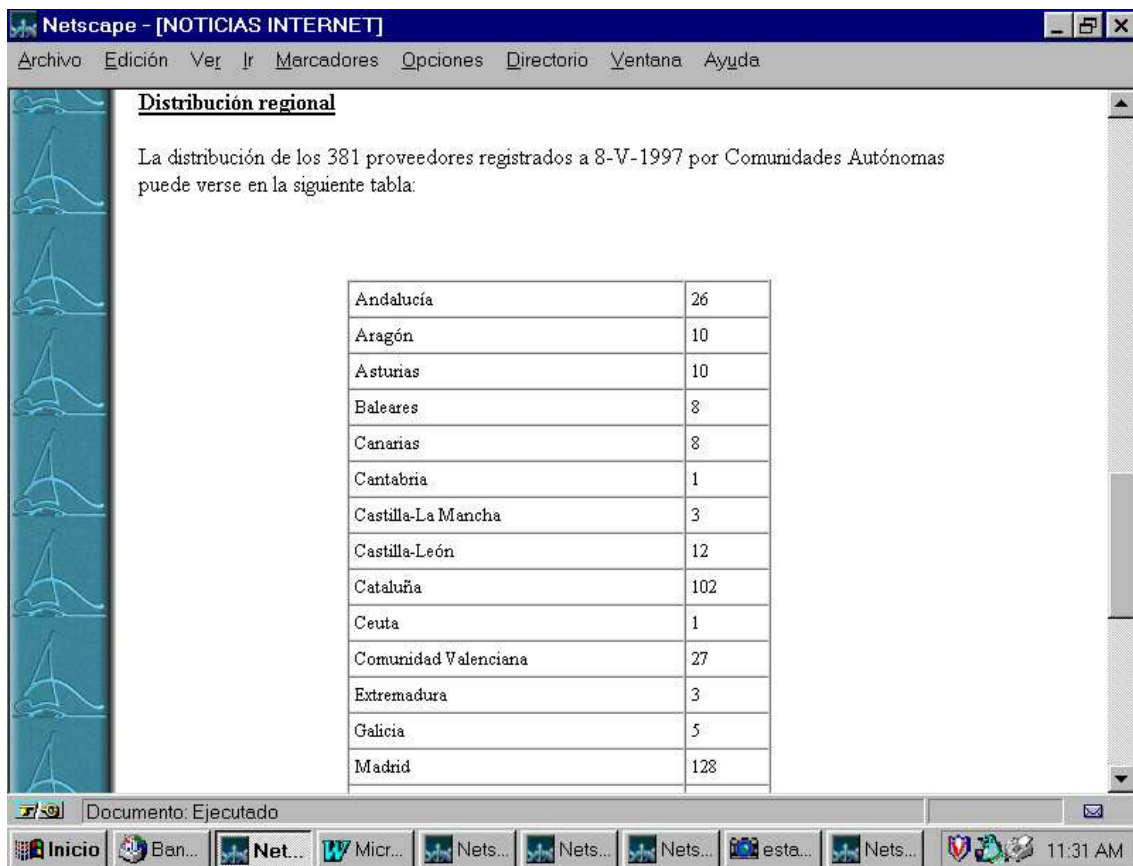 Netscape - [NOTICIAS INTERNET]
Archivo Edición Ver Ir Marcadores Opciones Directorio Ventana Ayuda
Distribución regional
La distribución de los 381 proveedores registrados a 8-V-1997 por Comunidades Autónomas
puede verse en la siguiente tabla:
Andalucía 26
Aragón 10
Asturias 10
Baleares 8
Canarias 8
Cantabria 1
Castilla-La Mancha 3
Castilla-León 12
Cataluña 102
Ceuta 1
Comunidad Valenciana 27
Extremadura 3
Galicia 5
Madrid 128
Documento: Ejecutado
Inicio Ban... Net... Micr... Nets... Nets... Nets... esta... Nets... 11:31 AM